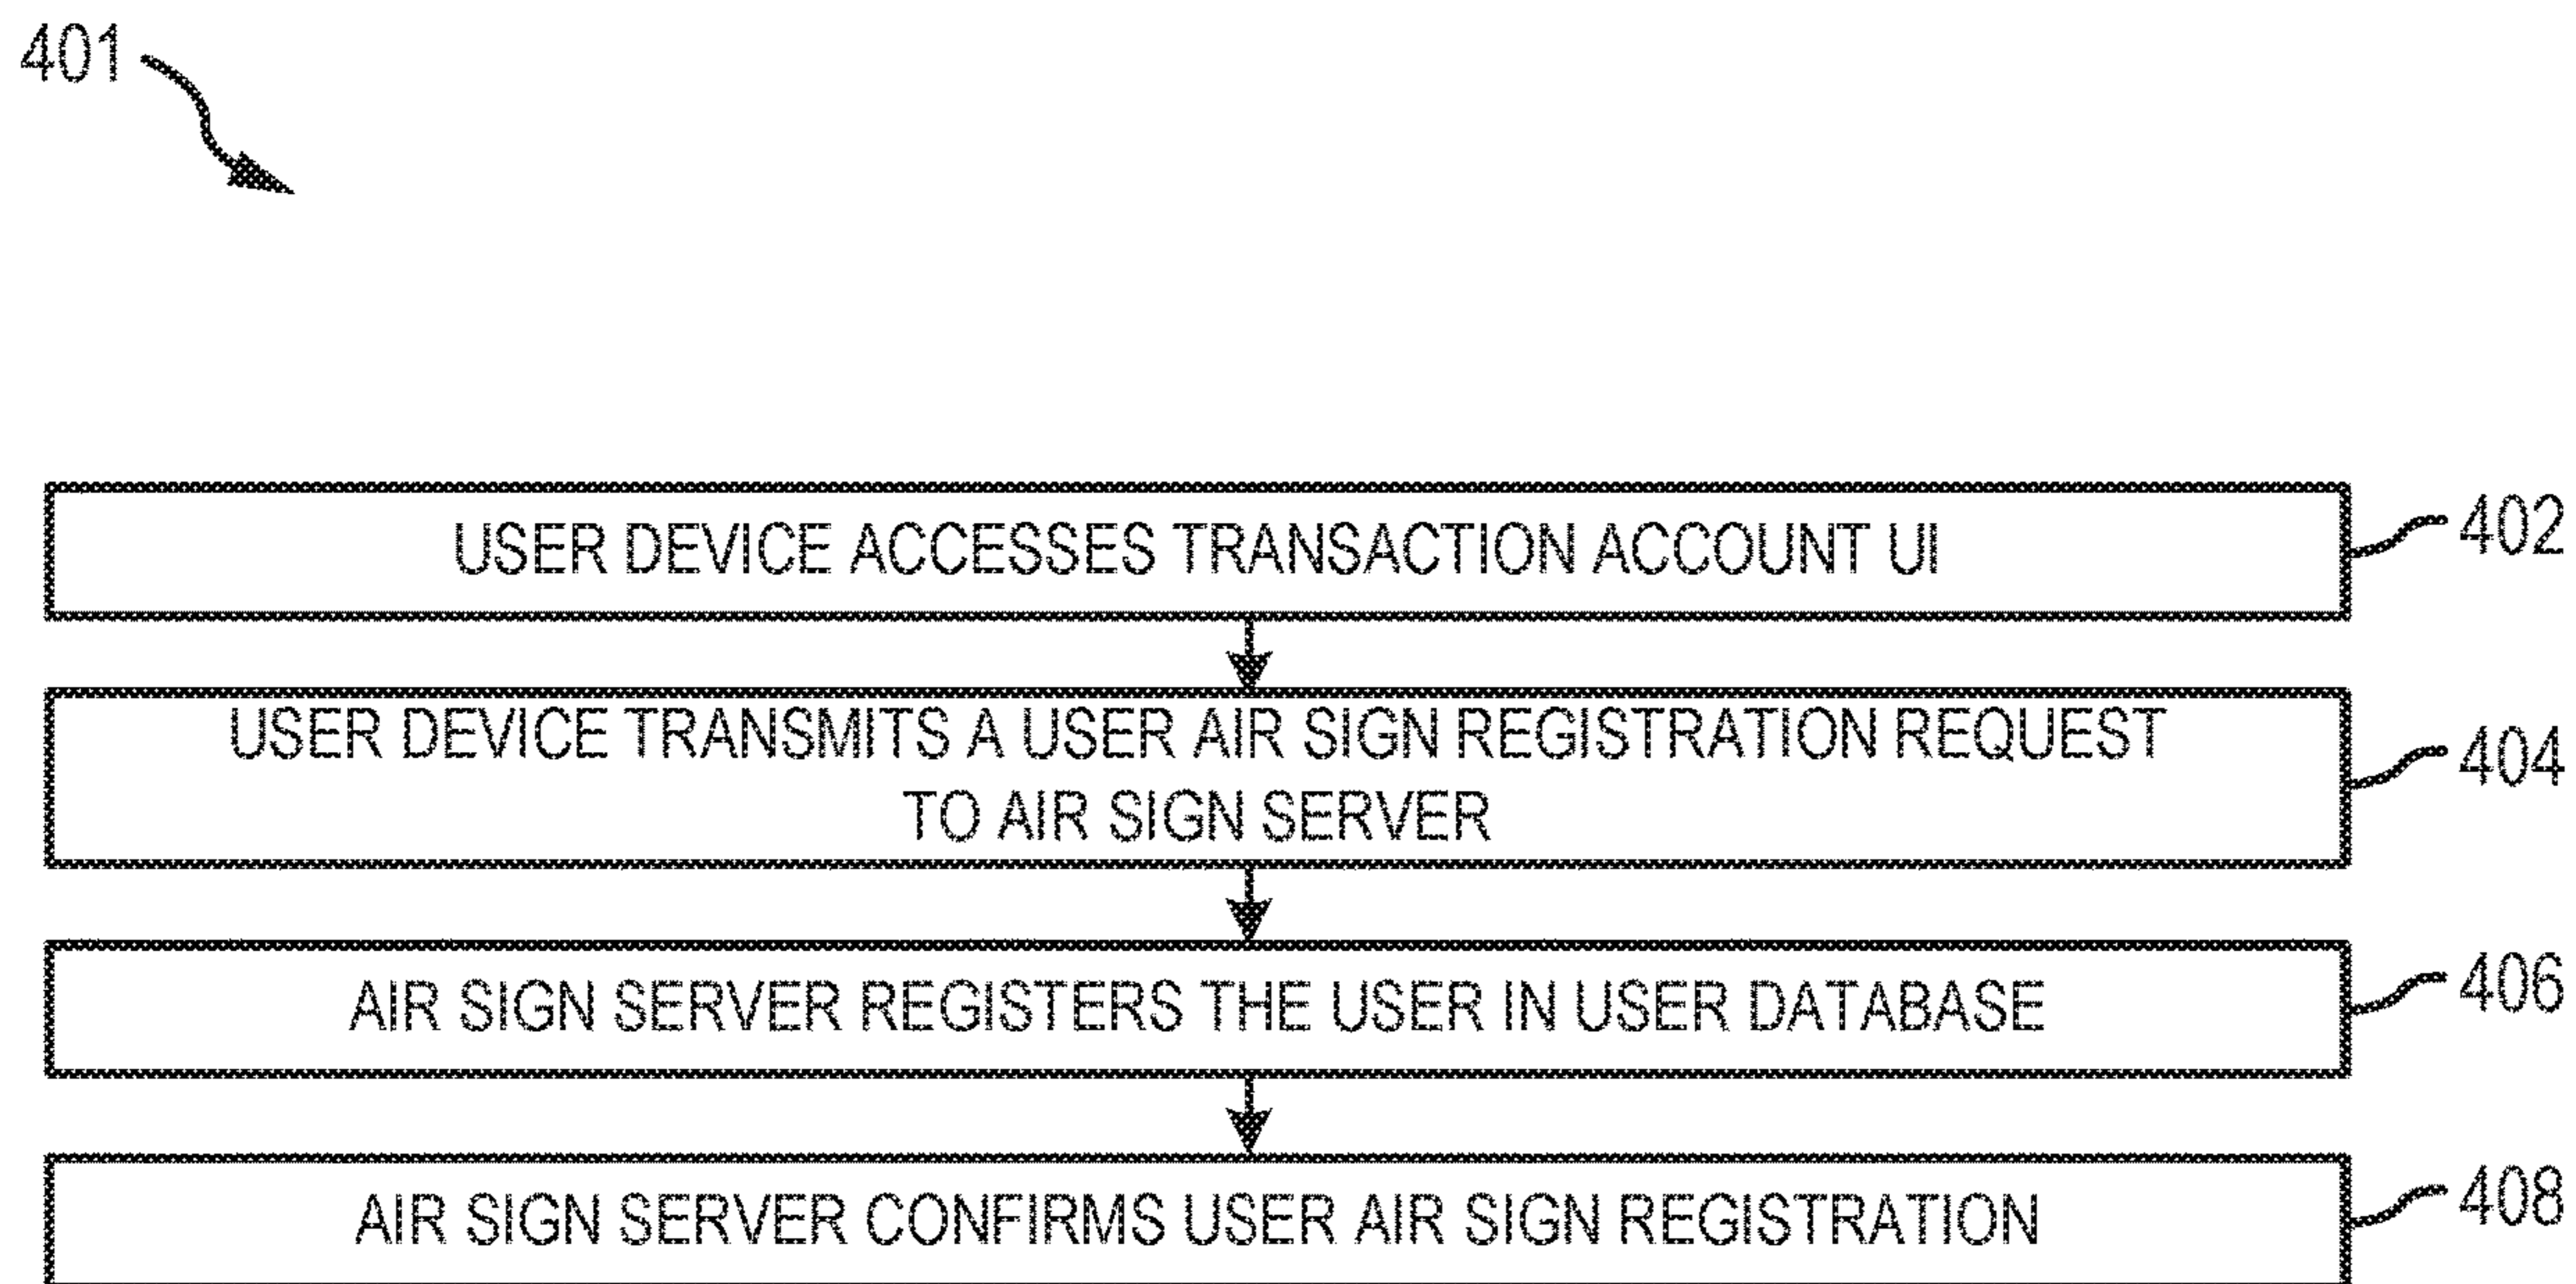 401
USER DEVICE ACCESSES TRANSACTION ACCOUNT UI
402
USER DEVICE TRANSMITS A USER AIR SIGN REGISTRATION REQUEST
TO AIR SIGN SERVER
404
AIR SIGN SERVER REGISTERS THE USER IN USER DATABASE
406
AIR SIGN SERVER CONFIRMS USER AIR SIGN REGISTRATION
408